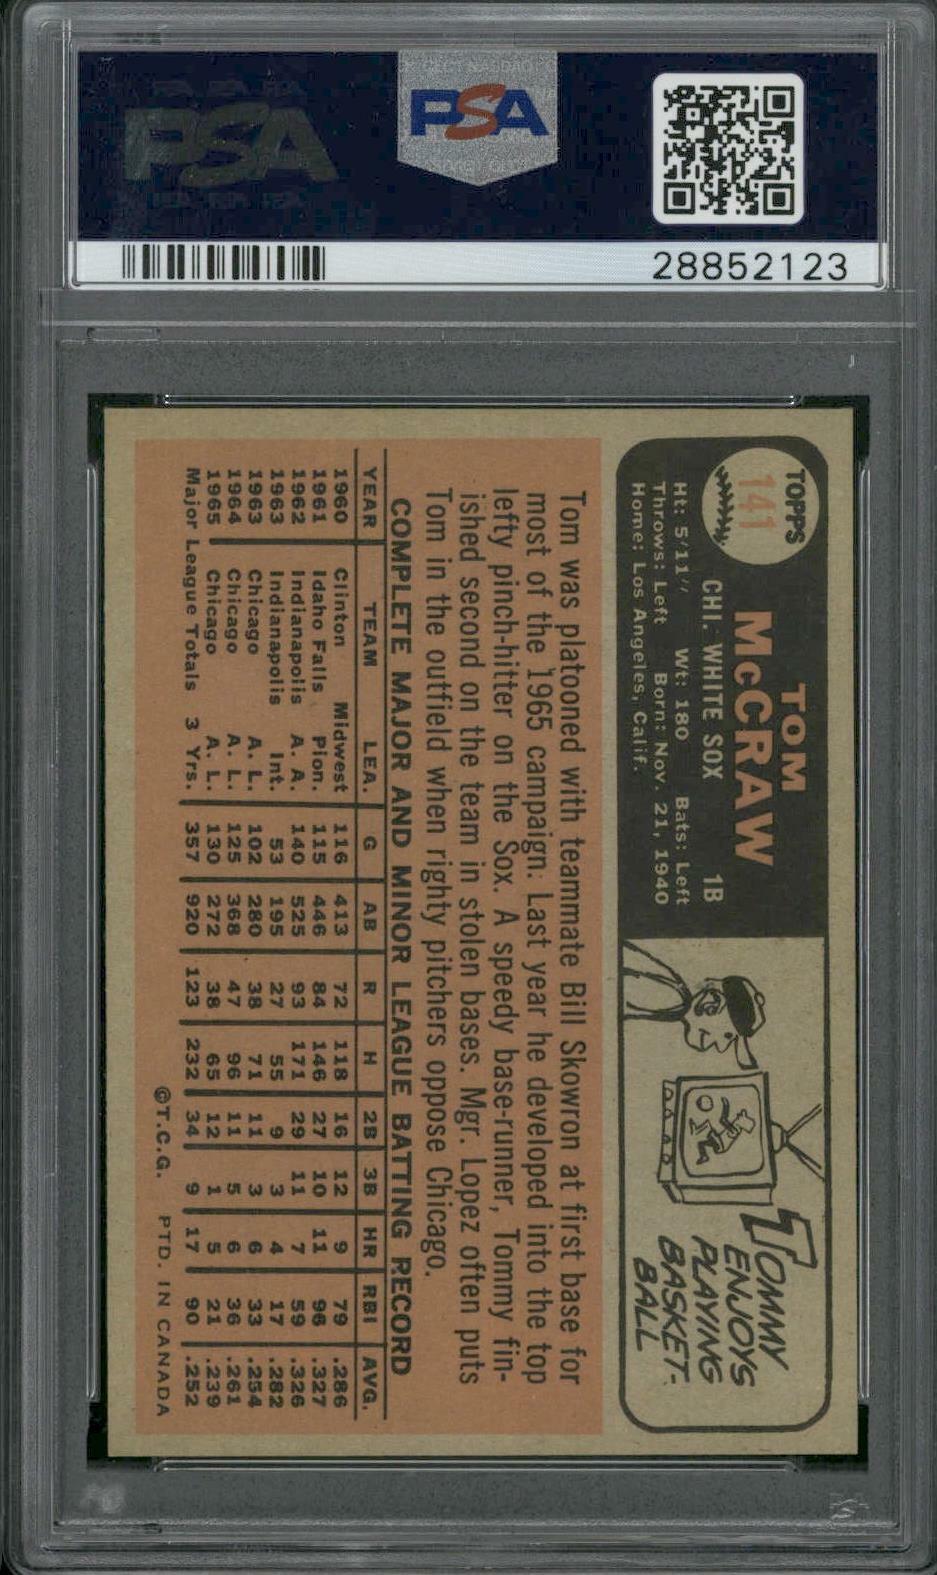 PSA
PSA
28852123
TOPPS
141
TOM
McCRAW
CHI. WHITE SOX 1B
Ht: 5'11" Wt: 180 Bats: Left
Throws: Left Born: Nov. 21, 1940
Home: Los Angeles, Calif.
TOMMY
ENJOYS
PLAYING
BASKET-
BALL
Tom was platooned with teammate Bill Skowron at first base for
most of the 1965 campaign. Last year he developed into the top
lefty pinch-hitter on the Sox. A speedy base-runner, Tommy fin-
ished second on the team in stolen bases. Mgr. Lopez often puts
Tom in the outfield when righty pitchers oppose Chicago.
COMPLETE MAJOR AND MINOR LEAGUE BATTING RECORD
YEAR TEAM LEA. G AB R H 2B 3B HR RBI AVG.
1960 Clinton Midwest 116 413 72 118 16 12 9 79 .286
1961 Idaho Falls Pion. 115 446 84 146 27 10 11 98 .327
1962 Indianapolis A. A. 140 525 93 171 29 11 7 59 .326
1963 Indianapolis Int. 53 195 27 55 9 3 4 17 .282
1963 Chicago A. L. 102 280 38 71 11 3 6 33 .254
1964 Chicago A. L. 125 368 47 96 11 5 6 36 .261
1965 Chicago A. L. 130 272 38 65 12 1 5 21 .239
Major League Totals 3 Yrs. 357 920 123 232 34 9 17 90 .252
©T.C.G. PTD. IN CANADA